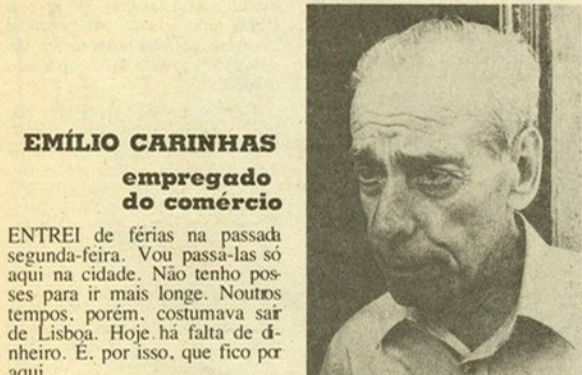 EMÍLIO CARINHAS
empregado
do comércio
ENTREI de férias na passada
segunda-feira. Vou passá-las só
aqui na cidade. Não tenho pos-
ses para ir mais longe. Noutros
tempos, porém, costumava sair
de Lisboa. Hoje há falta de di-
nheiro. É, por isso, que fico por
aqui.